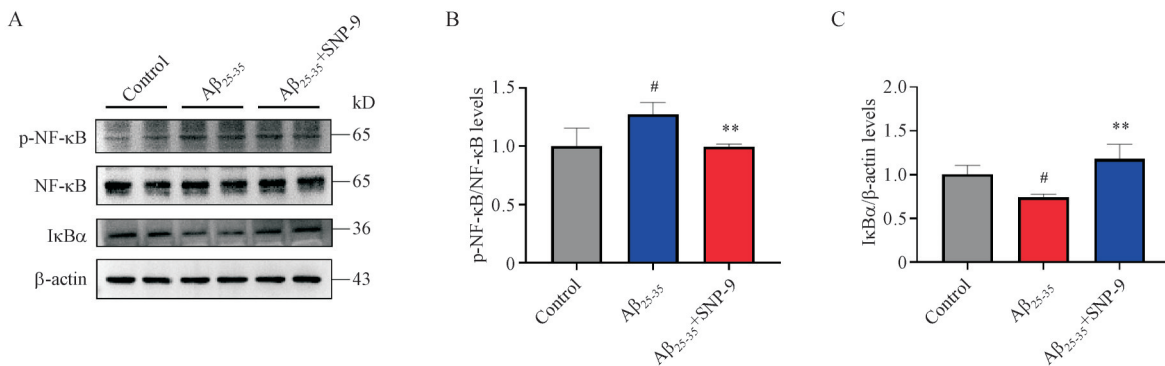 A
Control
Aβ25-35
Aβ25-35+SNP-9
kD
p-NF-κB
65
NF-κB
65
IκBα
36
β-actin
43
B
p-NF-κB/NF-κB levels
1.5
1.0
0.5
0
#
**
Control
Aβ25-35
Aβ25-35+SNP-9
C
IκBα/β-actin levels
2.0
1.5
1.0
0.5
0.0
#
**
Control
Aβ25-35
Aβ25-35+SNP-9